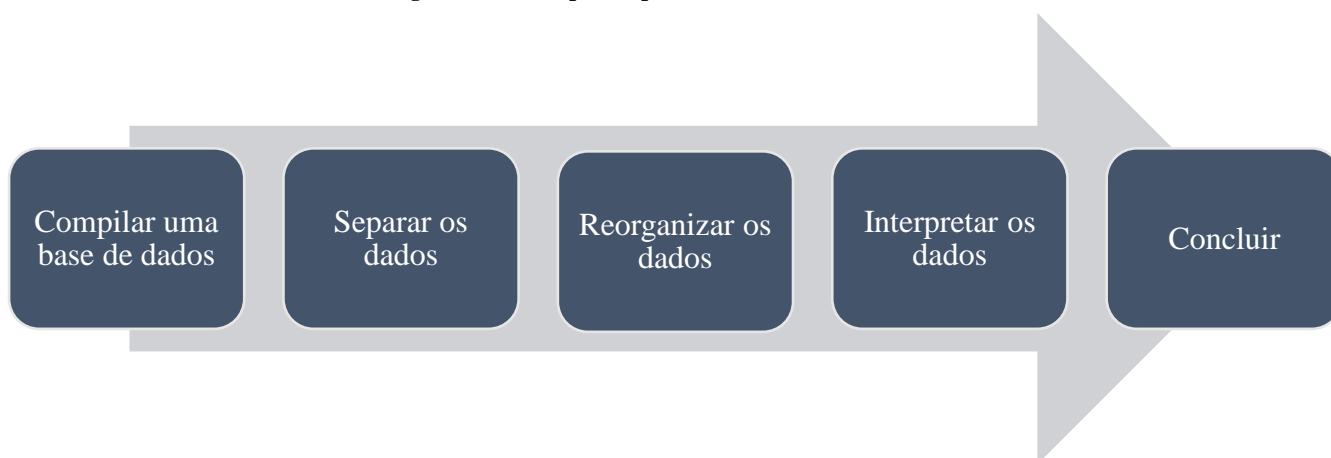 Compilar uma
base de dados
Separar os
dados
Reorganizar os
dados
Interpretar os
dados
Concluir